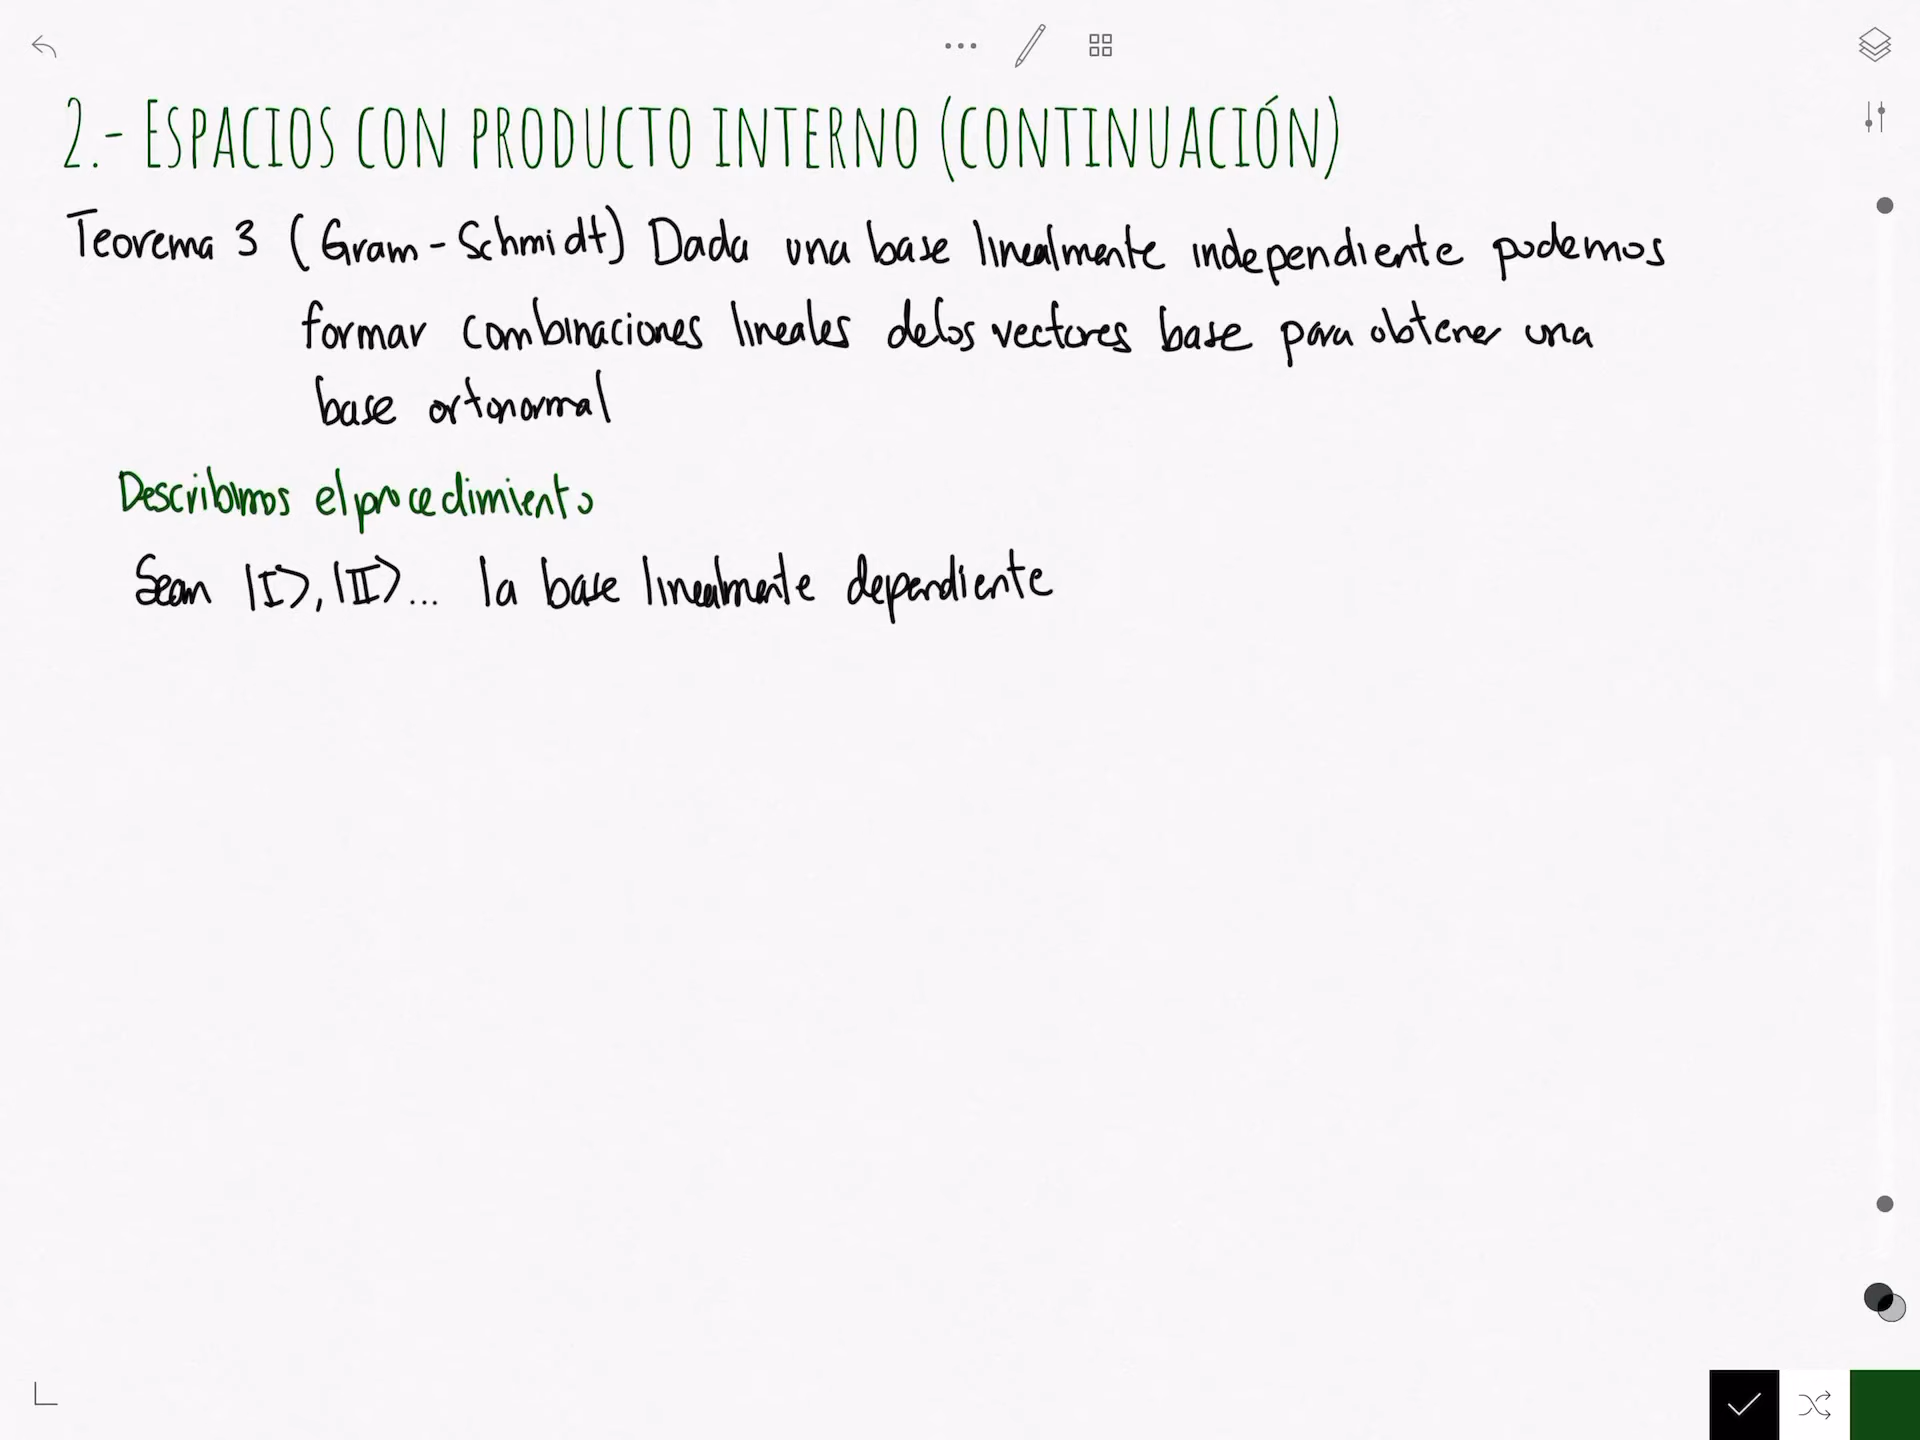 2.- ESPACIOS CON PRODUCTO INTERNO (CONTINUACIÓN)
Teorema 3 (Gram-Schmidt) Dada una base linealmente independiente podemos
formar combinaciones lineales de los vectores base para obtener una
base ortonormal
Describimos el procedimiento
Sean |I⟩, |II⟩... la base linealmente dependiente